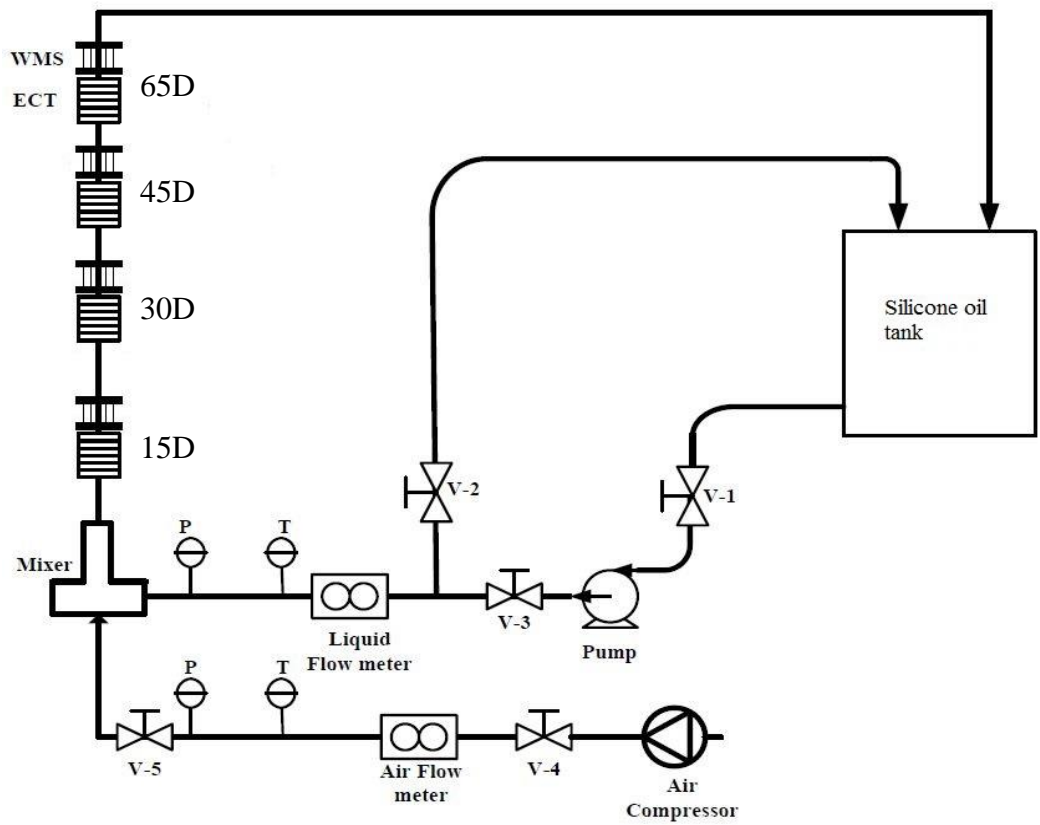 WMS
65D
ECT
45D
30D
Silicone oil
tank
15D
V-2
V-1
P
T
Mixer
V-3
Liquid
Flow meter
Pump
P
T
V-5
Air Flow
meter
V-4
Air
Compressor